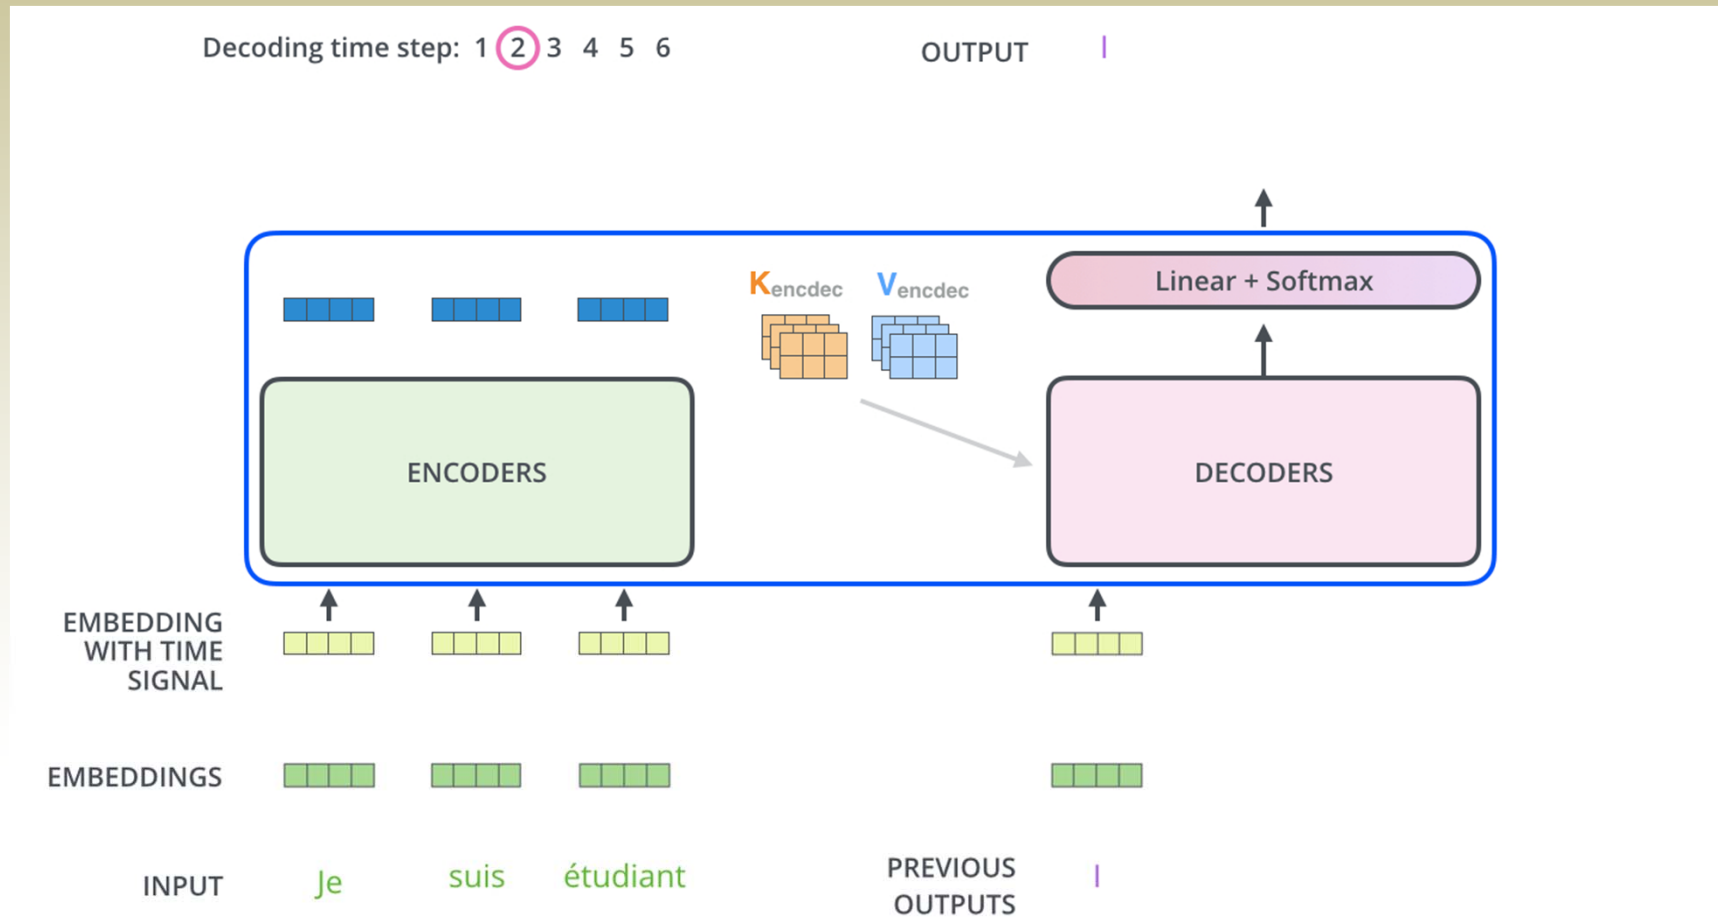 Decoding time step: 1 2 3 4 5 6
OUTPUT I
Kencdec Vencdec
Linear + Softmax
ENCODERS
DECODERS
EMBEDDING
WITH TIME
SIGNAL
EMBEDDINGS
INPUT Je suis étudiant
PREVIOUS
OUTPUTS
I